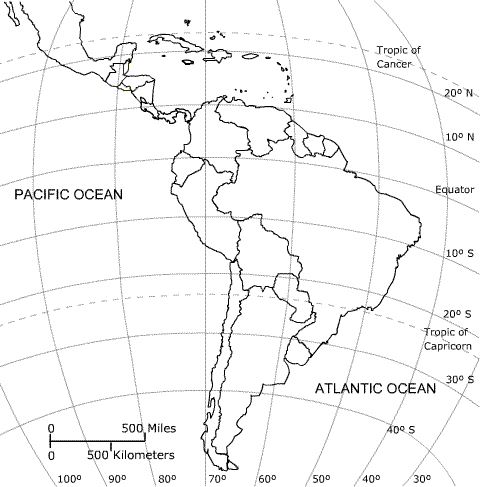 Tropic of
Cancer
20º N
10º N
Equator
PACIFIC OCEAN
10º S
20º S
Tropic of
Capricorn
30º S
ATLANTIC OCEAN
40º S
0 500 Miles
0 500 Kilometers
100º 90º 80º 70º 60º 50º 40º 30º